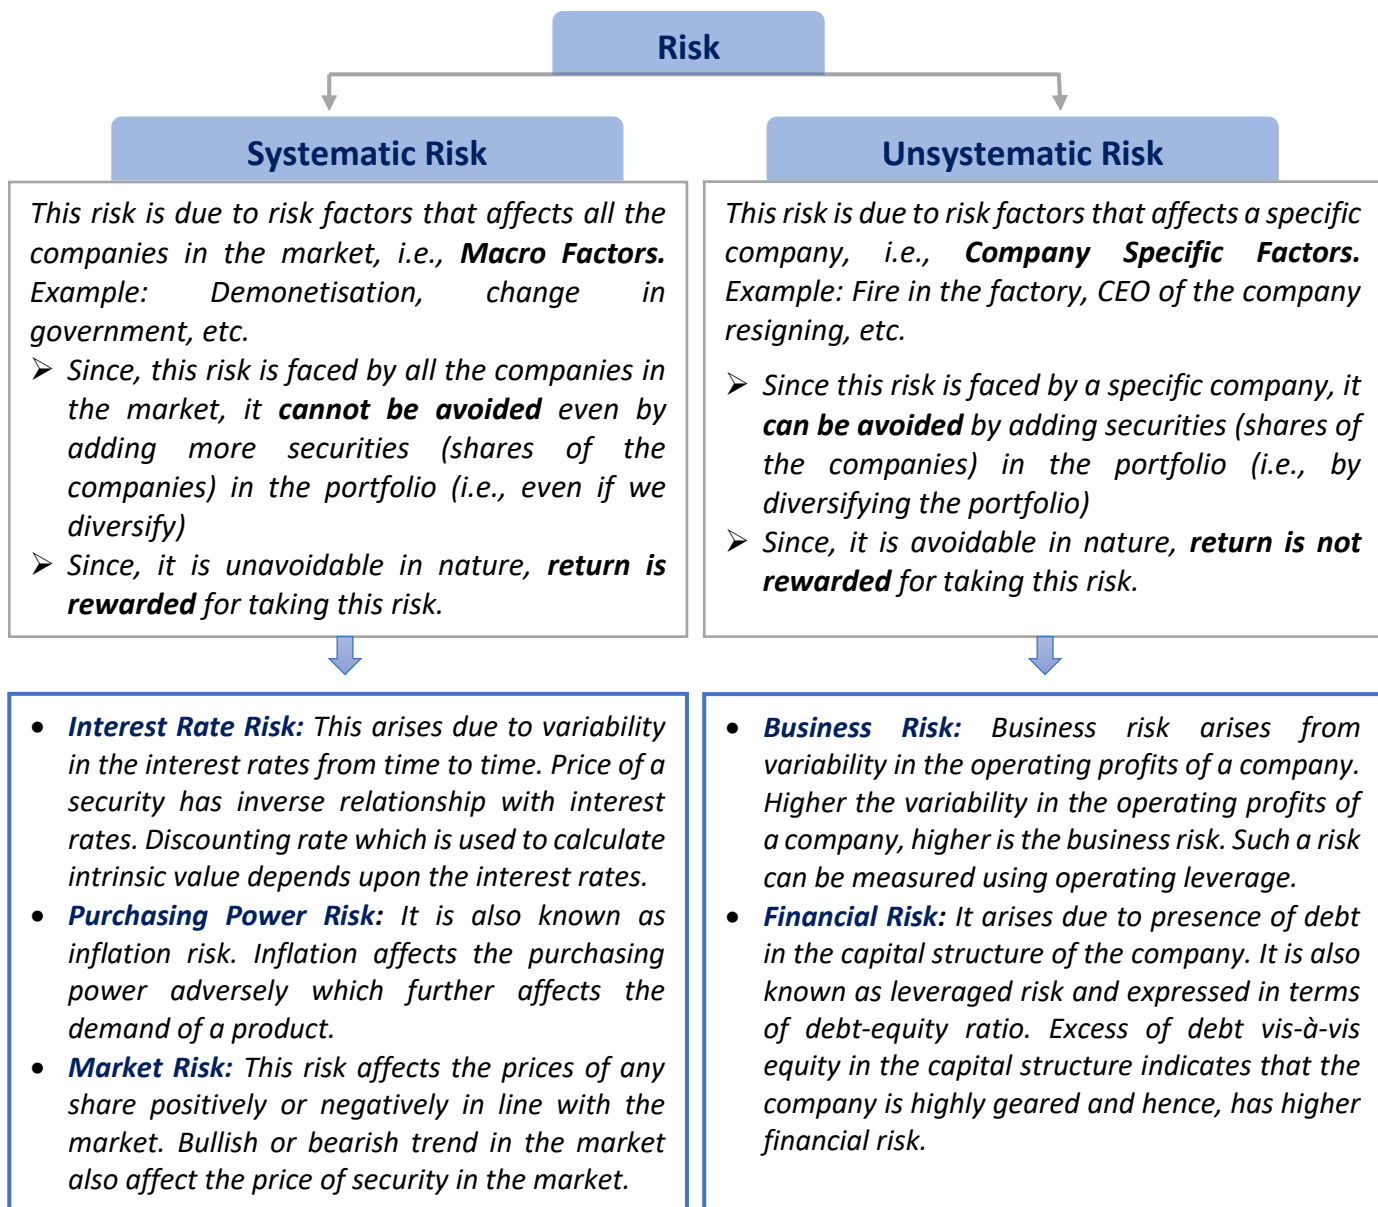 Risk
Systematic Risk
This risk is due to risk factors that affects all the
companies in the market, i.e., Macro Factors.
Example: Demonetisation, change in
government, etc.
➢ Since, this risk is faced by all the companies in
the market, it cannot be avoided even by
adding more securities (shares of the
companies) in the portfolio (i.e., even if we
diversify)
➢ Since, it is unavoidable in nature, return is
rewarded for taking this risk.
Unsystematic Risk
This risk is due to risk factors that affects a specific
company, i.e., Company Specific Factors.
Example: Fire in the factory, CEO of the company
resigning, etc.
➢ Since this risk is faced by a specific company, it
can be avoided by adding securities (shares of
the companies) in the portfolio (i.e., by
diversifying the portfolio)
➢ Since, it is avoidable in nature, return is not
rewarded for taking this risk.
• Interest Rate Risk: This arises due to variability
in the interest rates from time to time. Price of a
security has inverse relationship with interest
rates. Discounting rate which is used to calculate
intrinsic value depends upon the interest rates.
• Purchasing Power Risk: It is also known as
inflation risk. Inflation affects the purchasing
power adversely which further affects the
demand of a product.
• Market Risk: This risk affects the prices of any
share positively or negatively in line with the
market. Bullish or bearish trend in the market
also affect the price of security in the market.
• Business Risk: Business risk arises from
variability in the operating profits of a company.
Higher the variability in the operating profits of
a company, higher is the business risk. Such a risk
can be measured using operating leverage.
• Financial Risk: It arises due to presence of debt
in the capital structure of the company. It is also
known as leveraged risk and expressed in terms
of debt-equity ratio. Excess of debt vis-à-vis
equity in the capital structure indicates that the
company is highly geared and hence, has higher
financial risk.